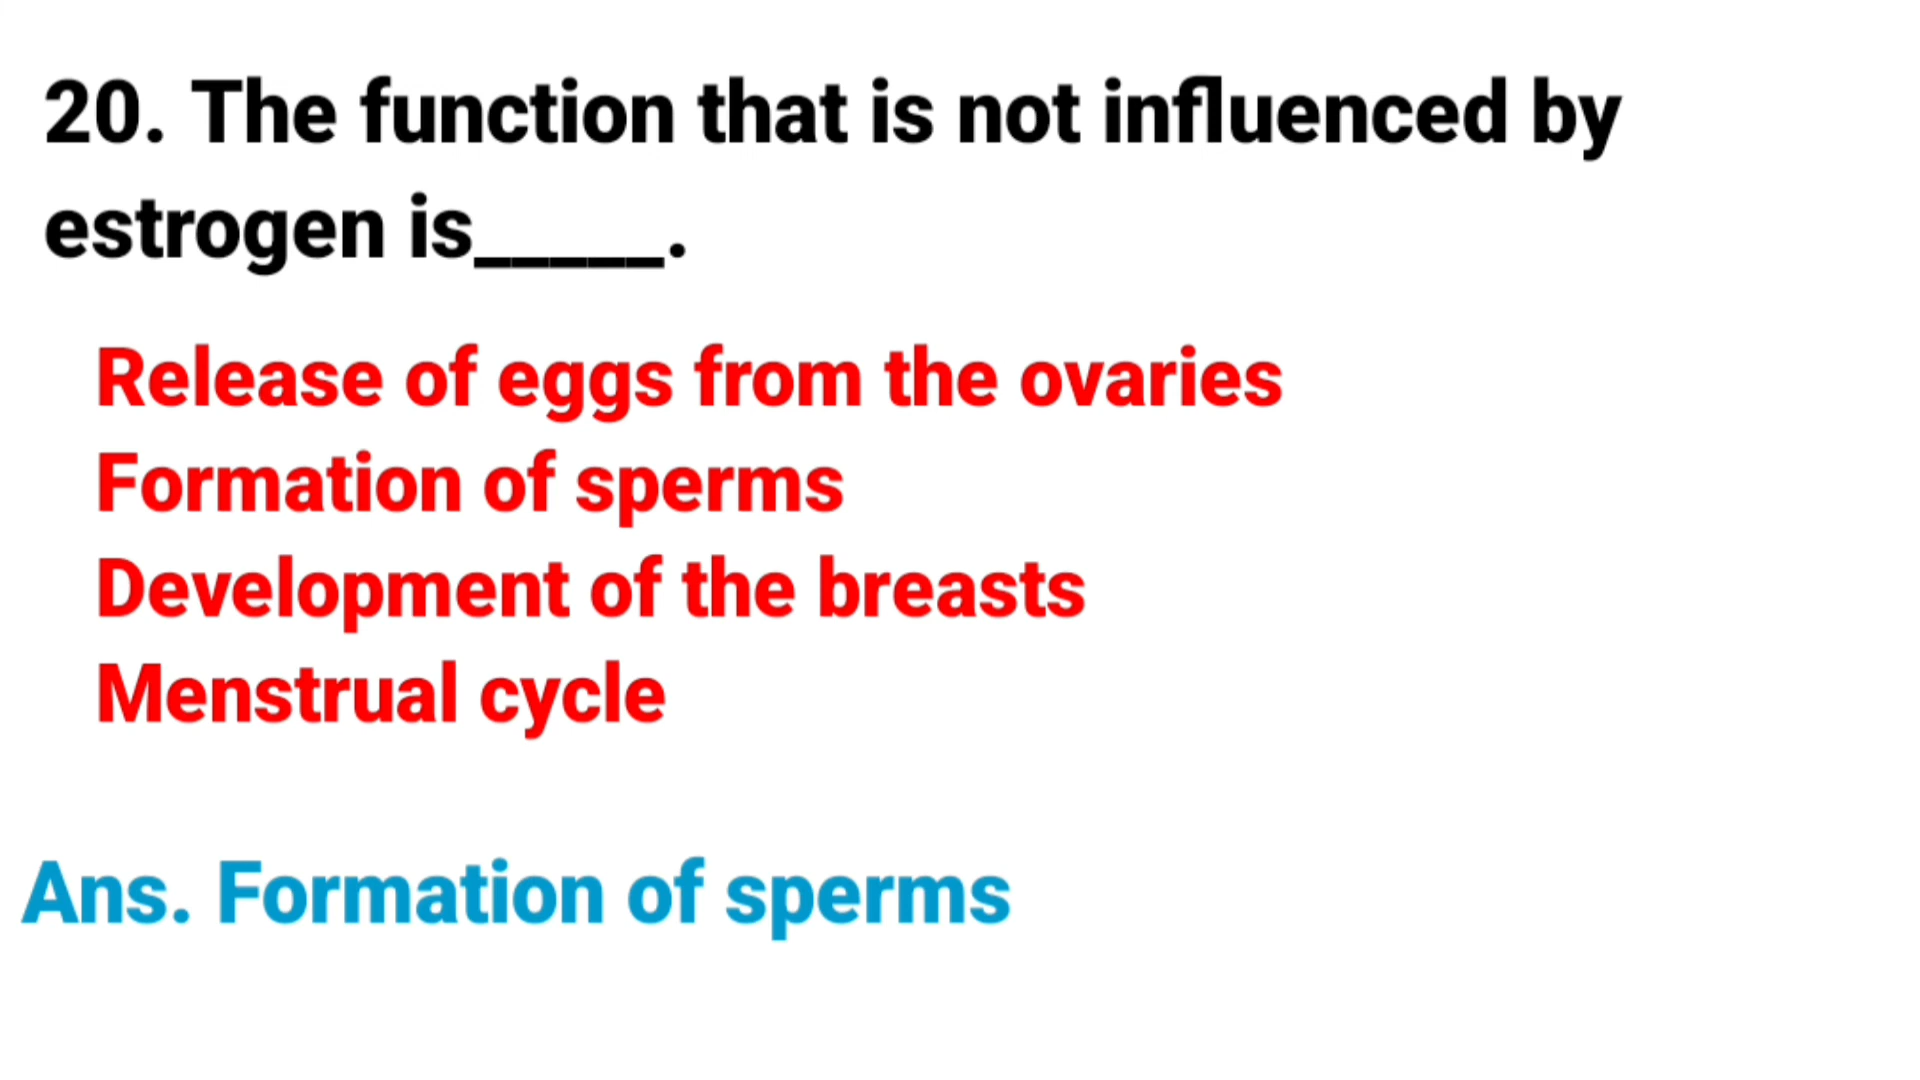 20. The function that is not influenced by
estrogen is_____.
Release of eggs from the ovaries
Formation of sperms
Development of the breasts
Menstrual cycle
Ans. Formation of sperms